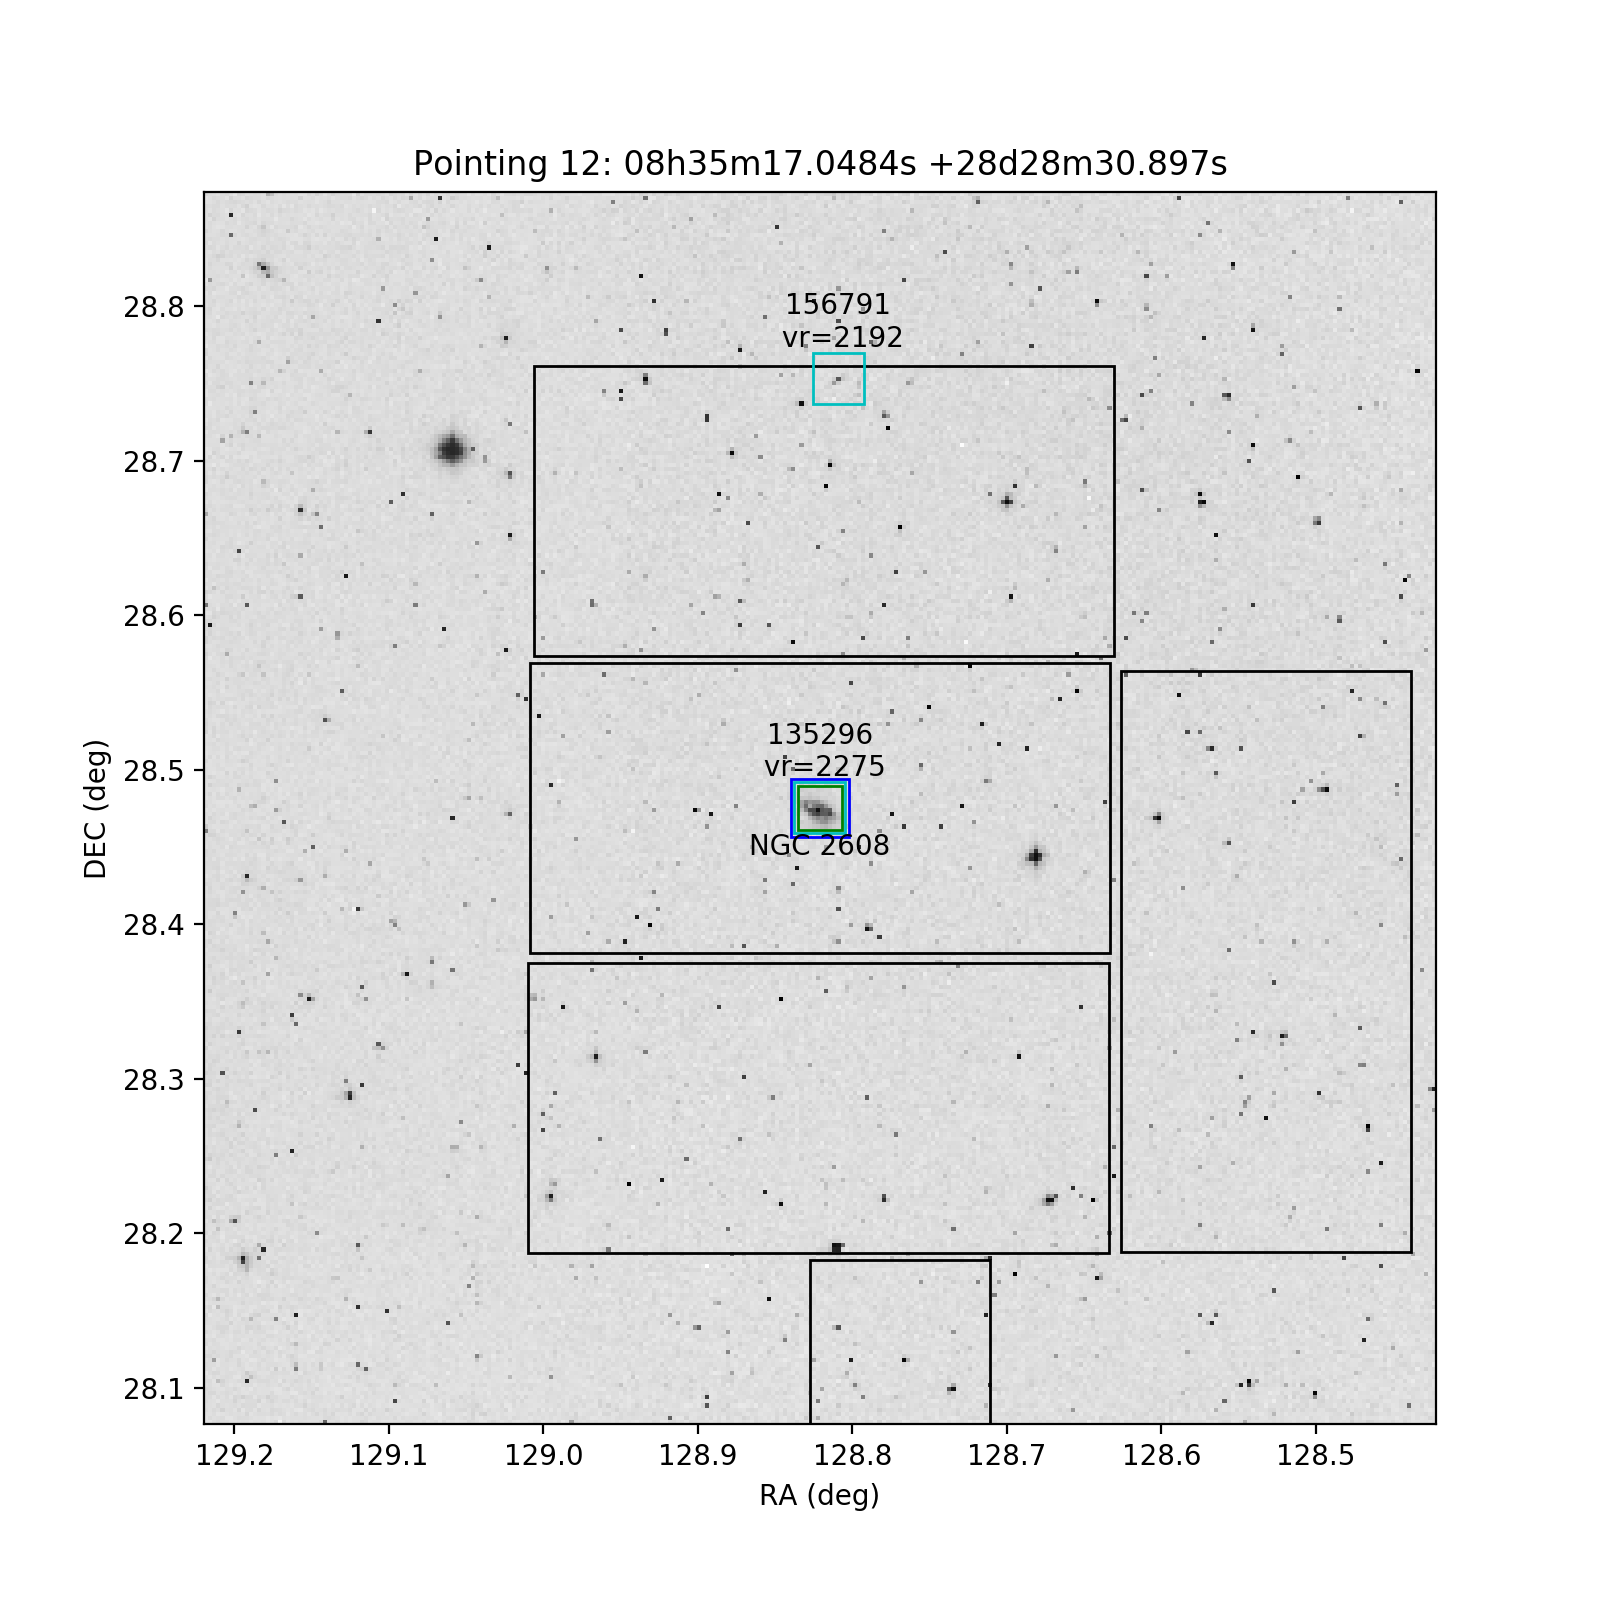 Pointing 12: 08h35m17.0484s +28d28m30.897s
156791
vr=2192
135296
vr=2275
NGC 2608
DEC (deg)
28.8
28.7
28.6
28.5
28.4
28.3
28.2
28.1
129.2 129.1 129.0 128.9 128.8 128.7 128.6 128.5
RA (deg)